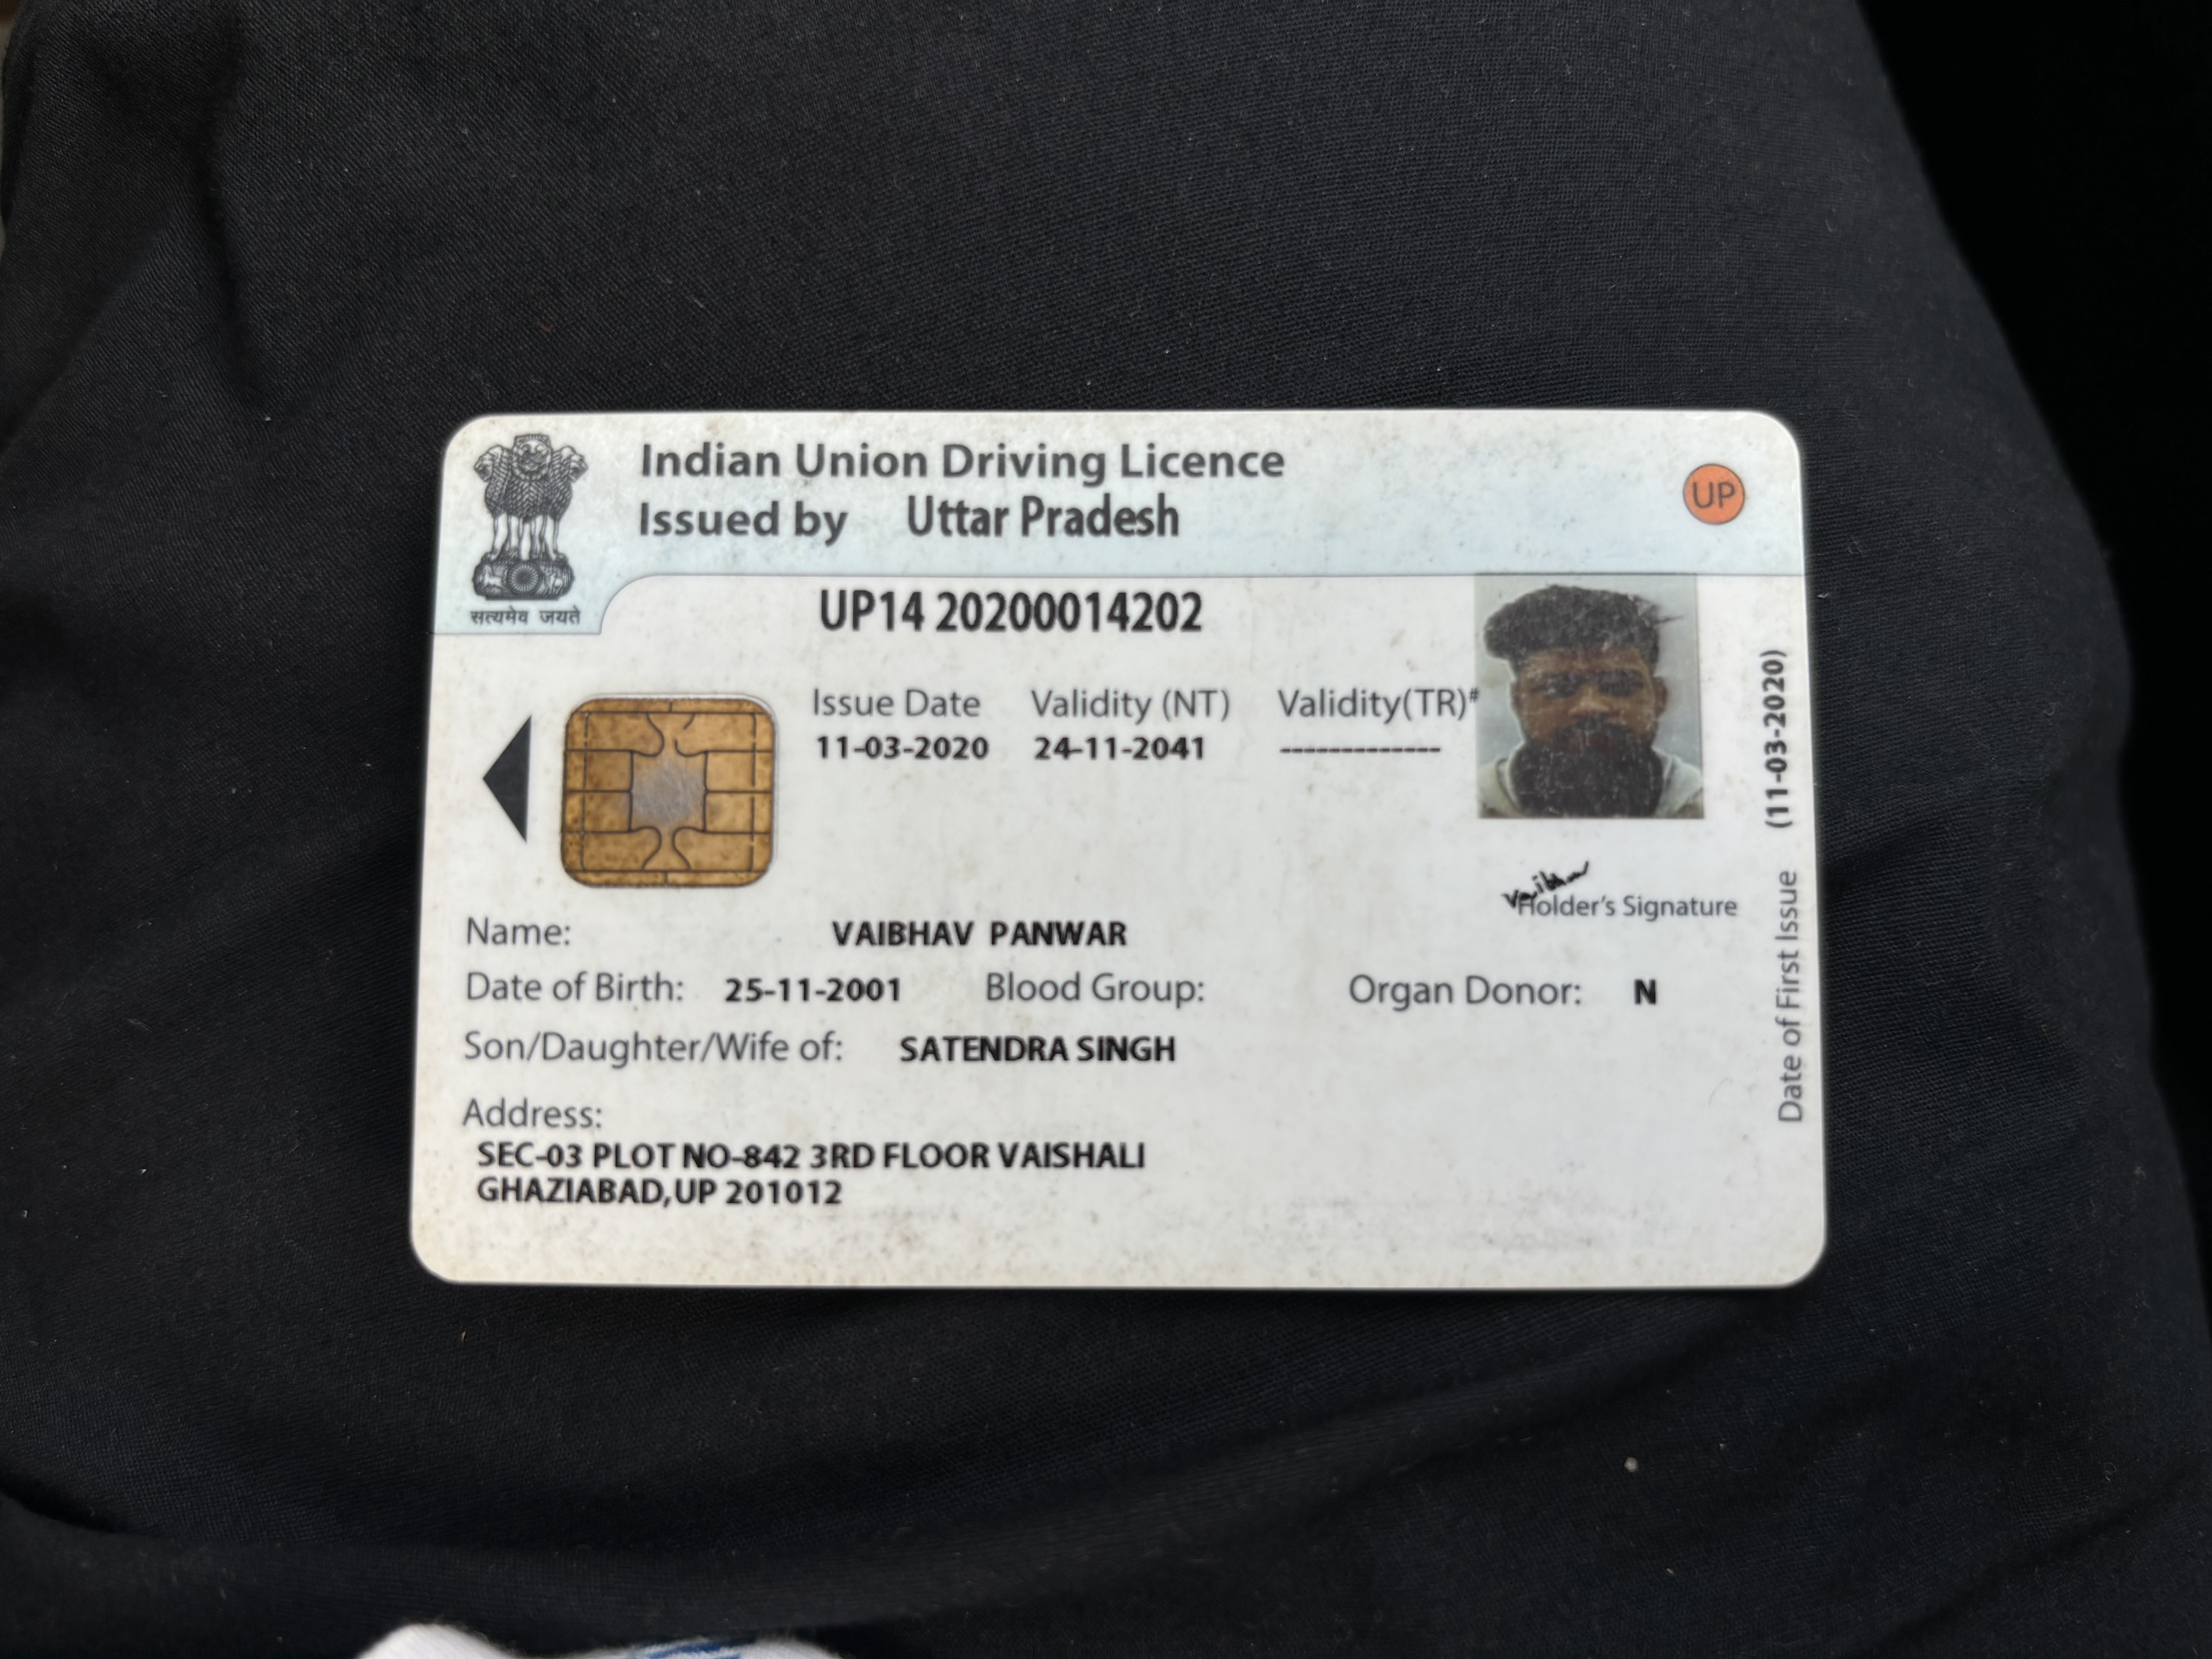 Indian Union Driving Licence
Issued by Uttar Pradesh
UP
सत्यमेव जयते
UP14 20200014202
Issue Date Validity (NT) Validity(TR)#
11-03-2020 24-11-2041 ----------
(11-03-2020)
Date of First Issue
Holder's Signature
Name: VAIBHAV PANWAR
Date of Birth: 25-11-2001 Blood Group: Organ Donor: N
Son/Daughter/Wife of: SATENDRA SINGH
Address:
SEC-03 PLOT NO-842 3RD FLOOR VAISHALI
GHAZIABAD,UP 201012